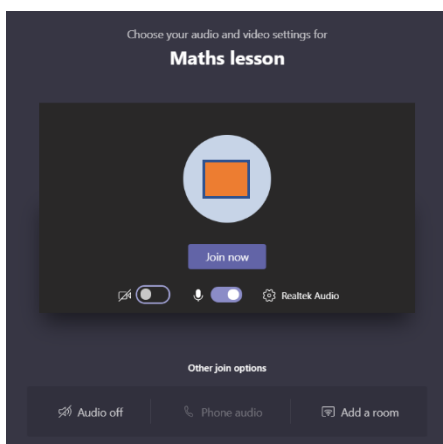 Choose your audio and video settings for
Maths lesson
Join now
Realtek Audio
Other join options
Audio off
Phone audio
Add a room